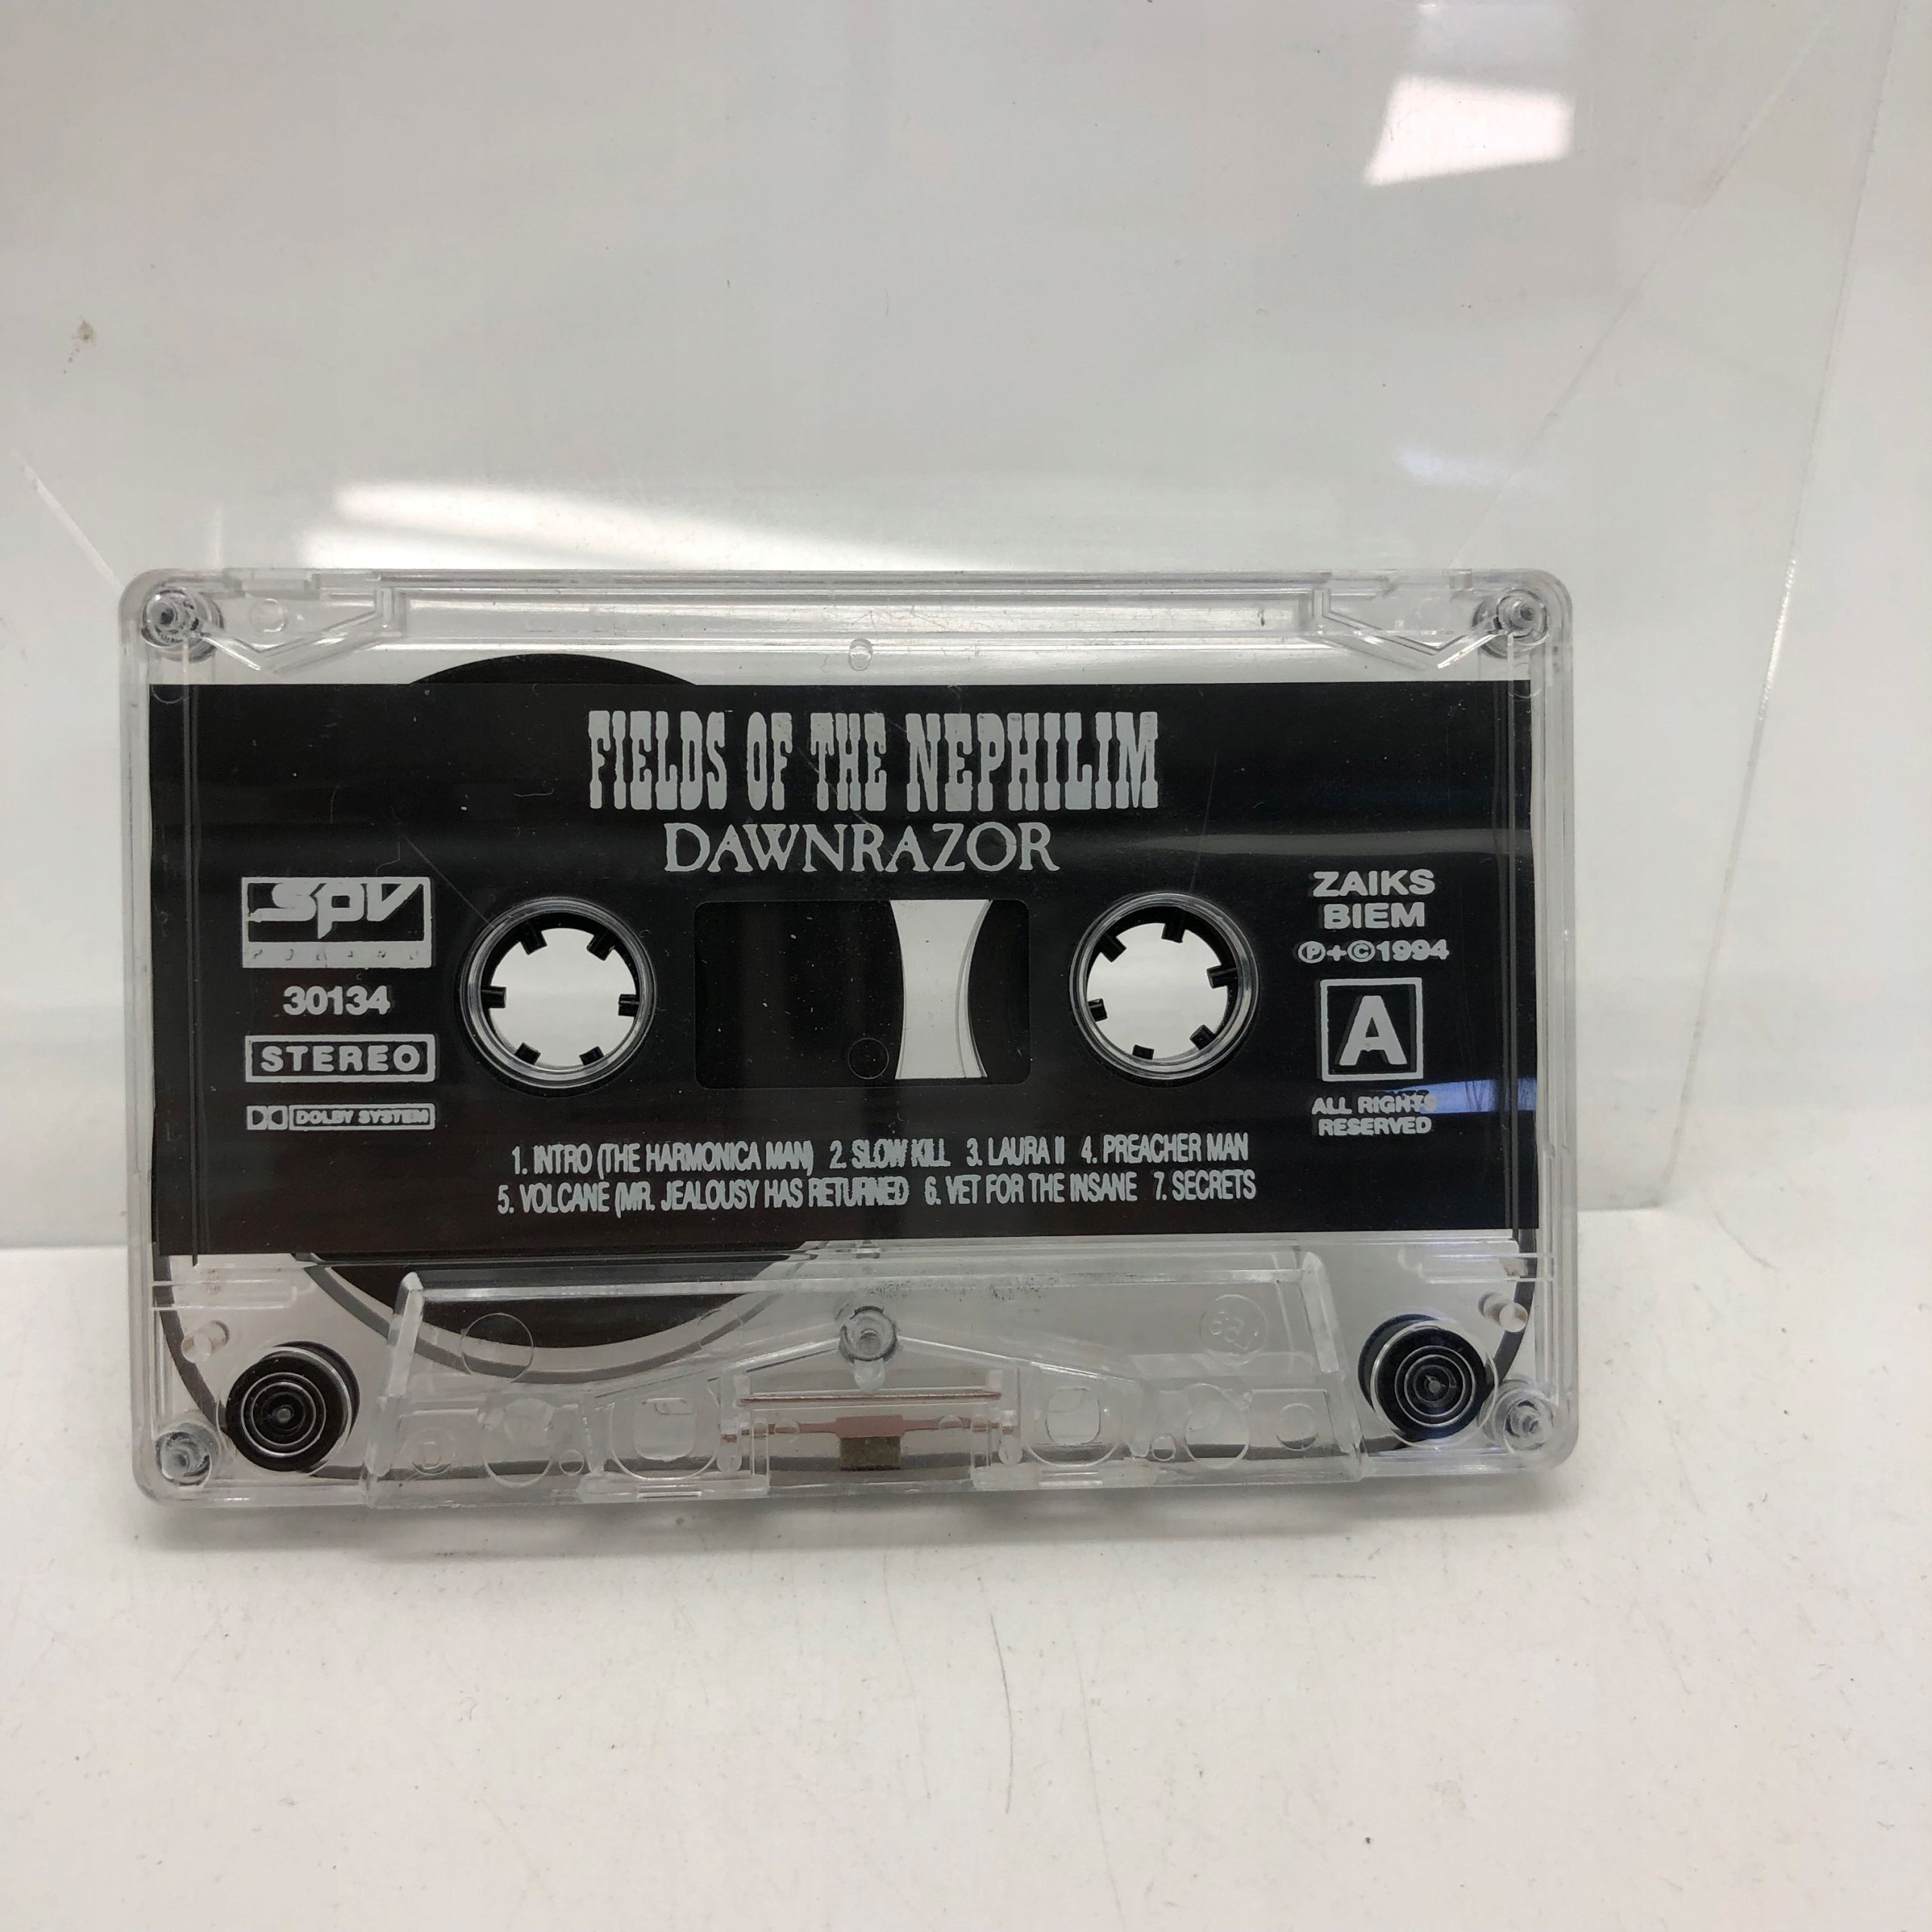 FIELDS OF THE NEPHILIM
DAWNRAZOR
spv
POLAND
30134
STEREO
DOLBY SYSTEM
ZAIKS
BIEM
Ⓟ+©1994
A
ALL RIGHTS
RESERVED
1. INTRO (THE HARMONICA MAN) 2. SLOW KILL 3. LAURA II 4. PREACHER MAN
5. VOLCANE (MR. JEALOUSY HAS RETURNED 6. VET FOR THE INSANE 7. SECRETS